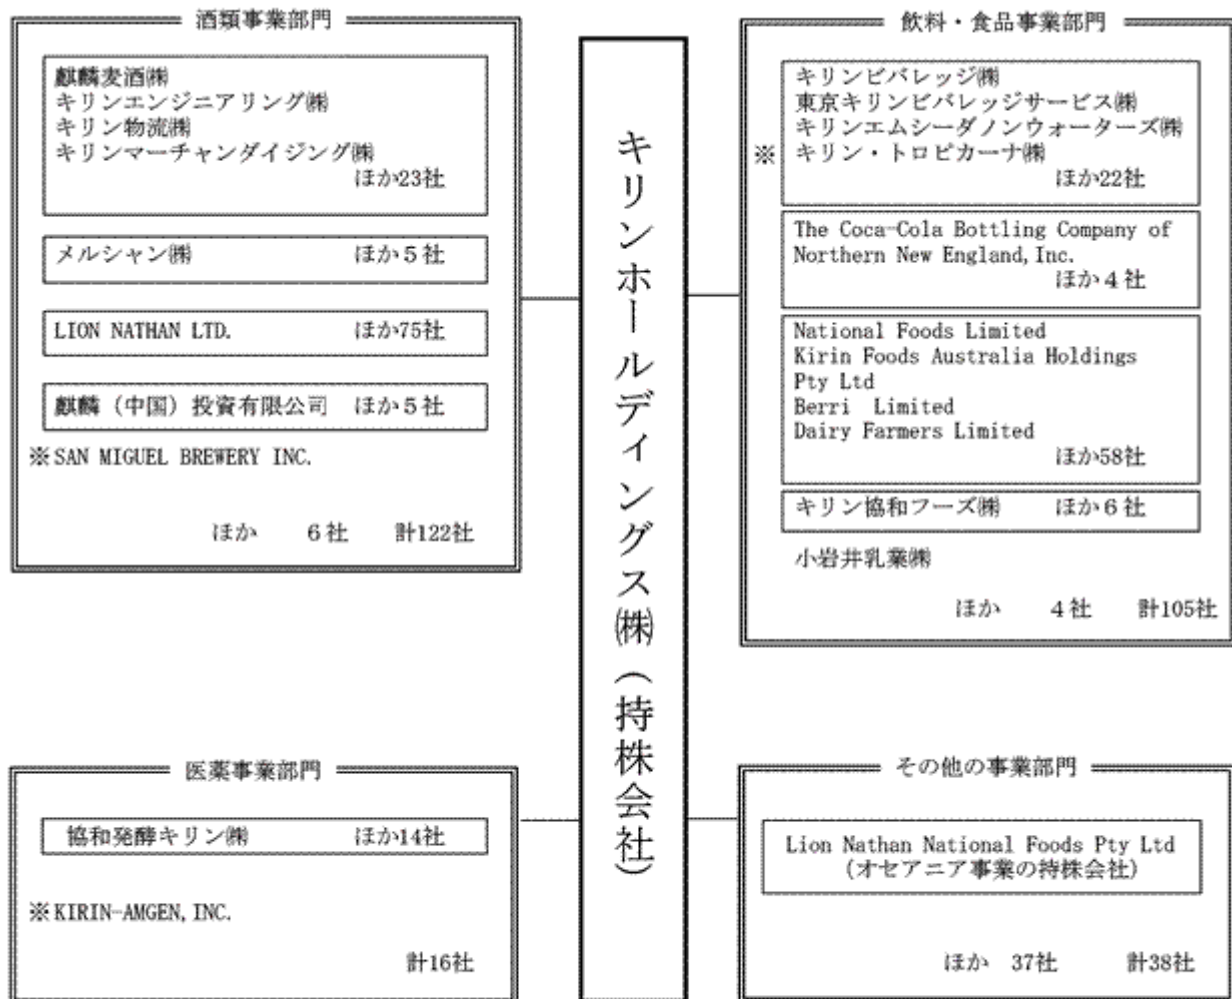 酒類事業部門
麒麟麦酒㈱
キリンエンジニアリング㈱
キリン物流㈱
キリンマーチャンダイジング㈱
ほか23社
メルシャン㈱ ほか5社
LION NATHAN LTD. ほか75社
麒麟（中国）投資有限公司 ほか5社
※SAN MIGUEL BREWERY INC.
ほか 6社 計122社
医薬事業部門
協和発酵キリン㈱ ほか14社
※KIRIN-AMGEN, INC.
計16社
キリンホールディングス㈱（持株会社）
飲料・食品事業部門
キリンビバレッジ㈱
東京キリンビバレッジサービス㈱
キリンエムシーダノンウォーターズ㈱
※ キリン・トロピカーナ㈱
ほか22社
The Coca-Cola Bottling Company of
Northern New England, Inc.
ほか4社
National Foods Limited
Kirin Foods Australia Holdings
Pty Ltd
Berri Limited
Dairy Farmers Limited
ほか58社
キリン協和フーズ㈱ ほか6社
小岩井乳業㈱
ほか 4社 計105社
その他の事業部門
Lion Nathan National Foods Pty Ltd
(オセアニア事業の持株会社)
ほか 37社 計38社